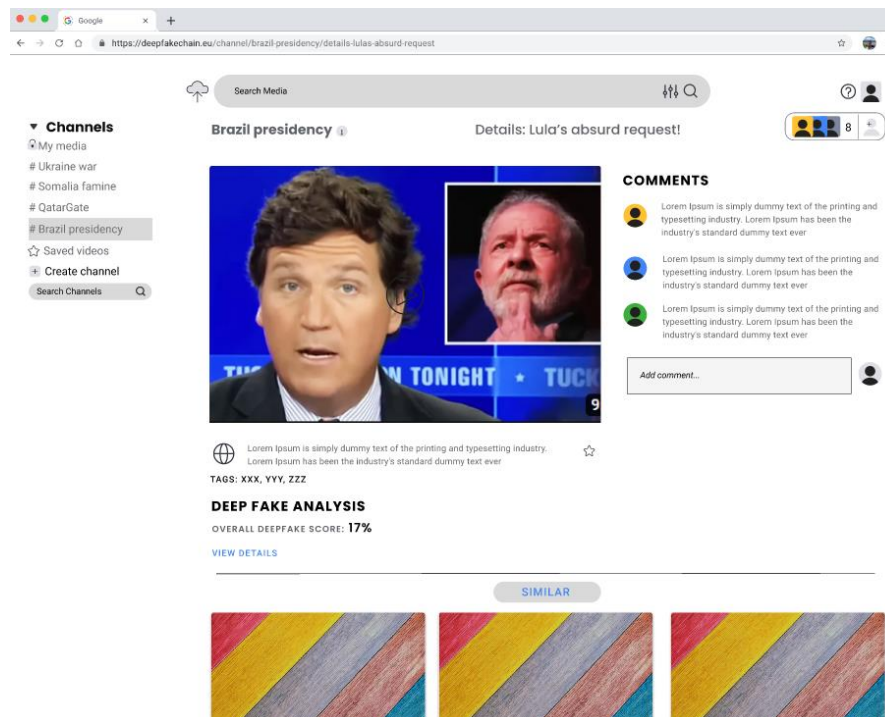 Google
https://deepfakechain.eu/channel/brazil-presidency/details-lulas-absurd-request
Search Media
Channels
My media
# Ukraine war
# Somalia famine
# QatarGate
# Brazil presidency
Saved videos
Create channel
Search Channels
Brazil presidency
Details: Lula's absurd request!
8
TONIGHT ★ TUCK
9
COMMENTS
Lorem Ipsum is simply dummy text of the printing and
typesetting industry. Lorem Ipsum has been the
industry's standard dummy text ever
Lorem Ipsum is simply dummy text of the printing and
typesetting industry. Lorem Ipsum has been the
industry's standard dummy text ever
Lorem Ipsum is simply dummy text of the printing and
typesetting industry. Lorem Ipsum has been the
industry's standard dummy text ever
Add comment...
Lorem Ipsum is simply dummy text of the printing and typesetting industry.
Lorem Ipsum has been the industry's standard dummy text ever
TAGS: XXX, YYY, ZZZ
DEEP FAKE ANALYSIS
OVERALL DEEPFAKE SCORE: 17%
VIEW DETAILS
SIMILAR